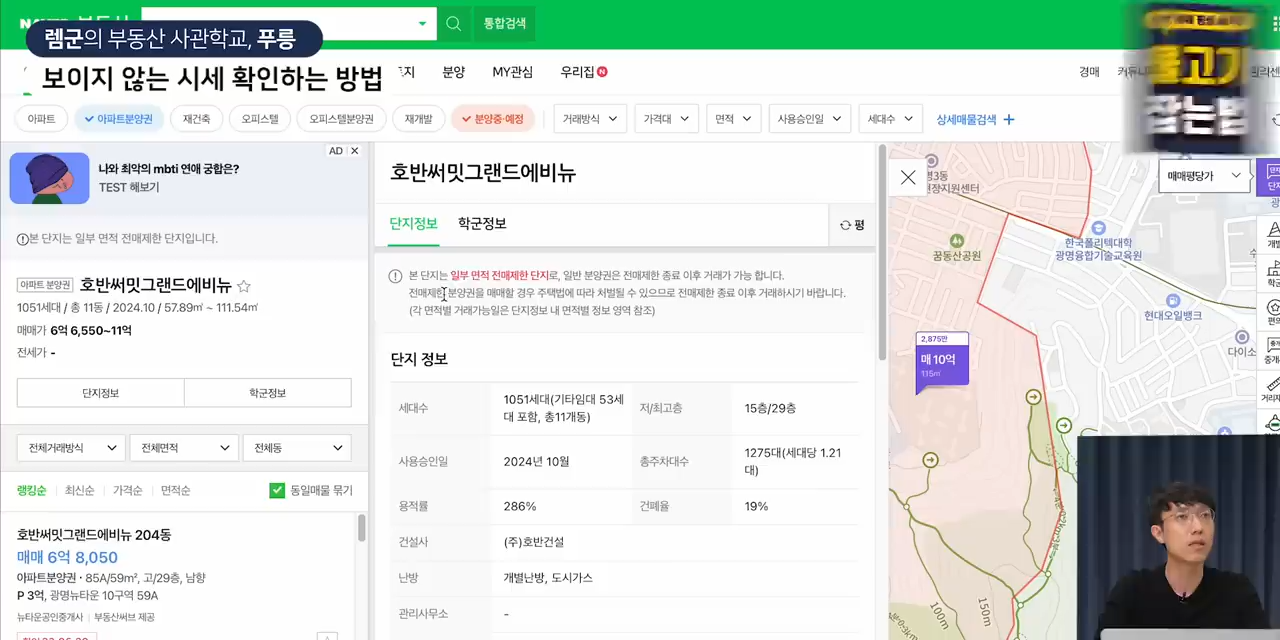 렘군의 부동산 사관학교, 푸릉
보이지 않는 시세 확인하는 방법
통합검색
물고기
잡는법
분양
MY관심
우리집
경매
아파트
아파트분양권
재건축
오피스텔
오피스텔분양권
재개발
분양중·예정
거래방식
가격대
면적
사용승인일
세대수
상세매물검색
AD
나와 최악의 mbti 연애 궁합은?
TEST 해보기
본 단지는 일부 면적 전매제한 단지입니다.
아파트 분양권
호반써밋그랜드에비뉴
1051세대 / 총 11동 / 2024.10 / 57.89㎡ ~ 111.54㎡
매매가 6억 6,550~11억
전세가 -
단지정보
학군정보
전체거래방식
전체면적
전체동
랭킹순
최신순
가격순
면적순
동일매물 묶기
호반써밋그랜드에비뉴 204동
매매 6억 8,050
아파트분양권 · 85A/59㎡, 고/29층, 남향
P 3억, 광명뉴타운 10구역 59A
뉴타운공인중개사
부동산써브 제공
호반써밋그랜드에비뉴
단지정보
학군정보
평
본 단지는 일부 면적 전매제한 단지로, 일반 분양권은 전매제한 종료 이후 거래가 가능 합니다.
전매제한 분양권을 매매할 경우 주택법에 따라 처벌될 수 있으므로 전매제한 종료 이후 거래하시기 바랍니다.
(각 면적별 거래가능일은 단지정보 내 면적별 정보 영역 참조)
단지 정보
세대수
1051세대(기타임대 53세
대 포함, 총11개동)
저/최고층
15층/29층
사용승인일
2024년 10월
총주차대수
1275대(세대당 1.21
대)
용적률
286%
건폐율
19%
건설사
(주)호반건설
난방
개별난방, 도시가스
관리사무소
-
매매평당가
꿈동산공원
한국폴리텍대학
광명융합기술교육원
현대오일뱅크
다이소
2,875만
매 10억
115㎡
100m
150m